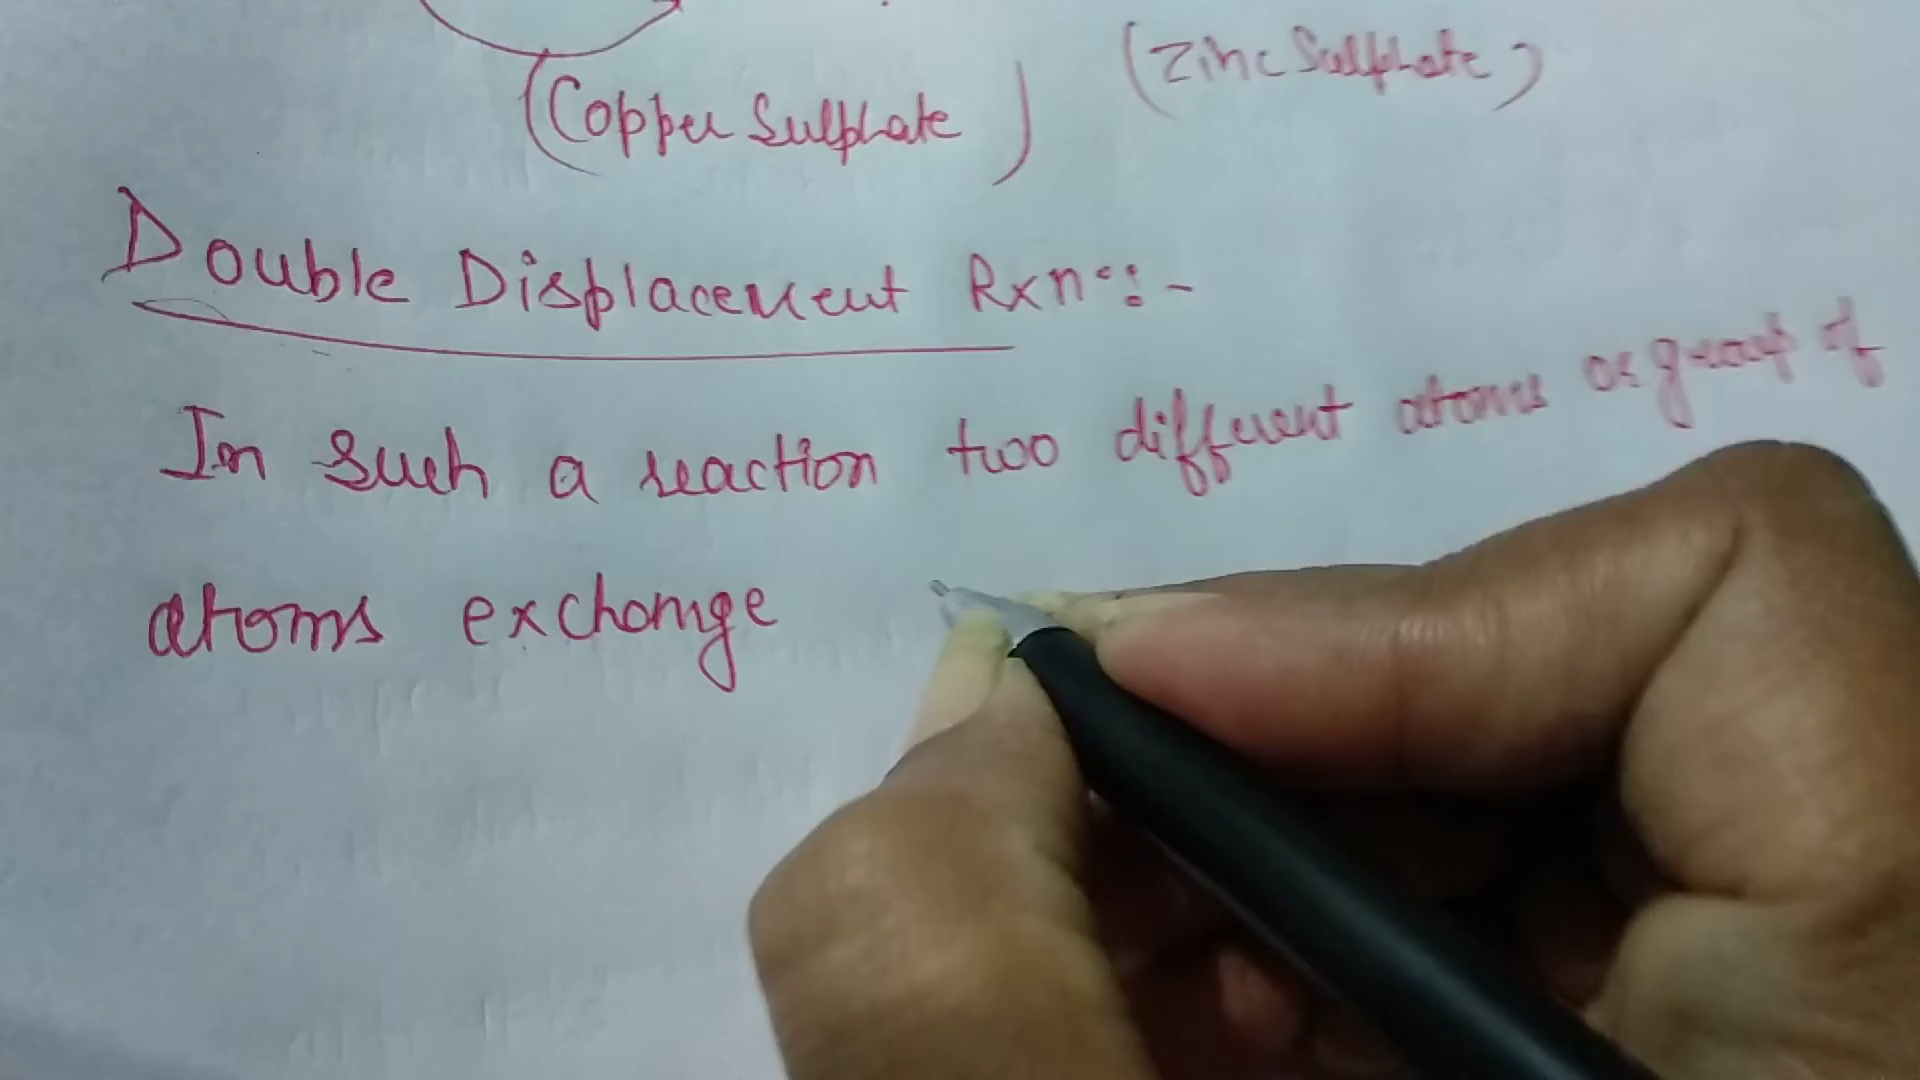 (Zinc Sulphate)
(Copper Sulphate)
Double Displacement Rxn::-
In such a reaction two different atoms or group of
atoms exchange